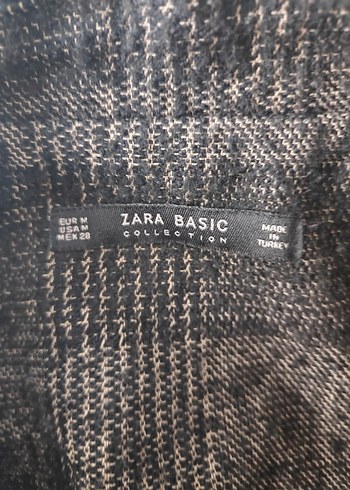 EUR M
USA M
MEX 28
ZARA BASIC
COLLECTION
MADE
IN
TURKEY